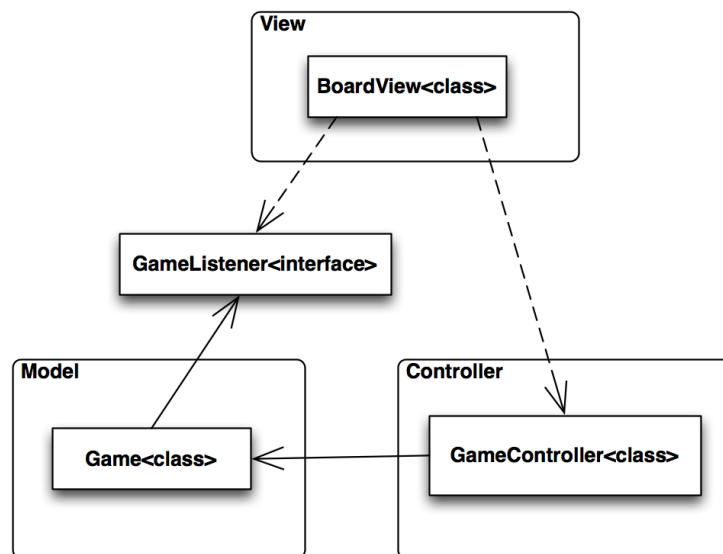 View
BoardView<class>
GameListener<interface>
Model
Controller
Game<class>
GameController<class>